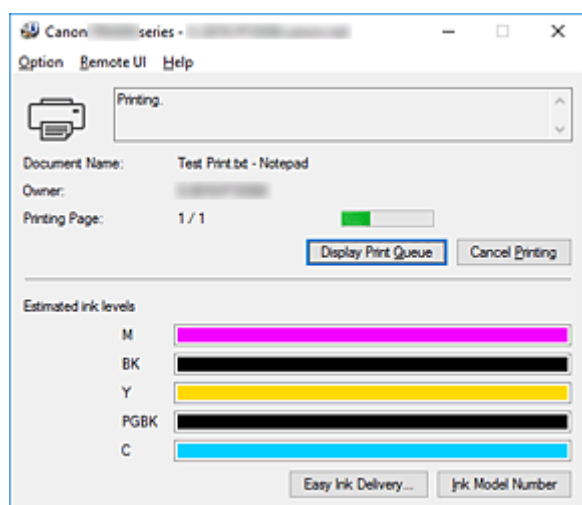 Canon series -
Option Remote UI Help
Printing.
Document Name: Test Print.txt - Notepad
Owner:
Printing Page: 1 / 1
Display Print Queue Cancel Printing
Estimated ink levels
M
BK
Y
PGBK
C
Easy Ink Delivery... Ink Model Number